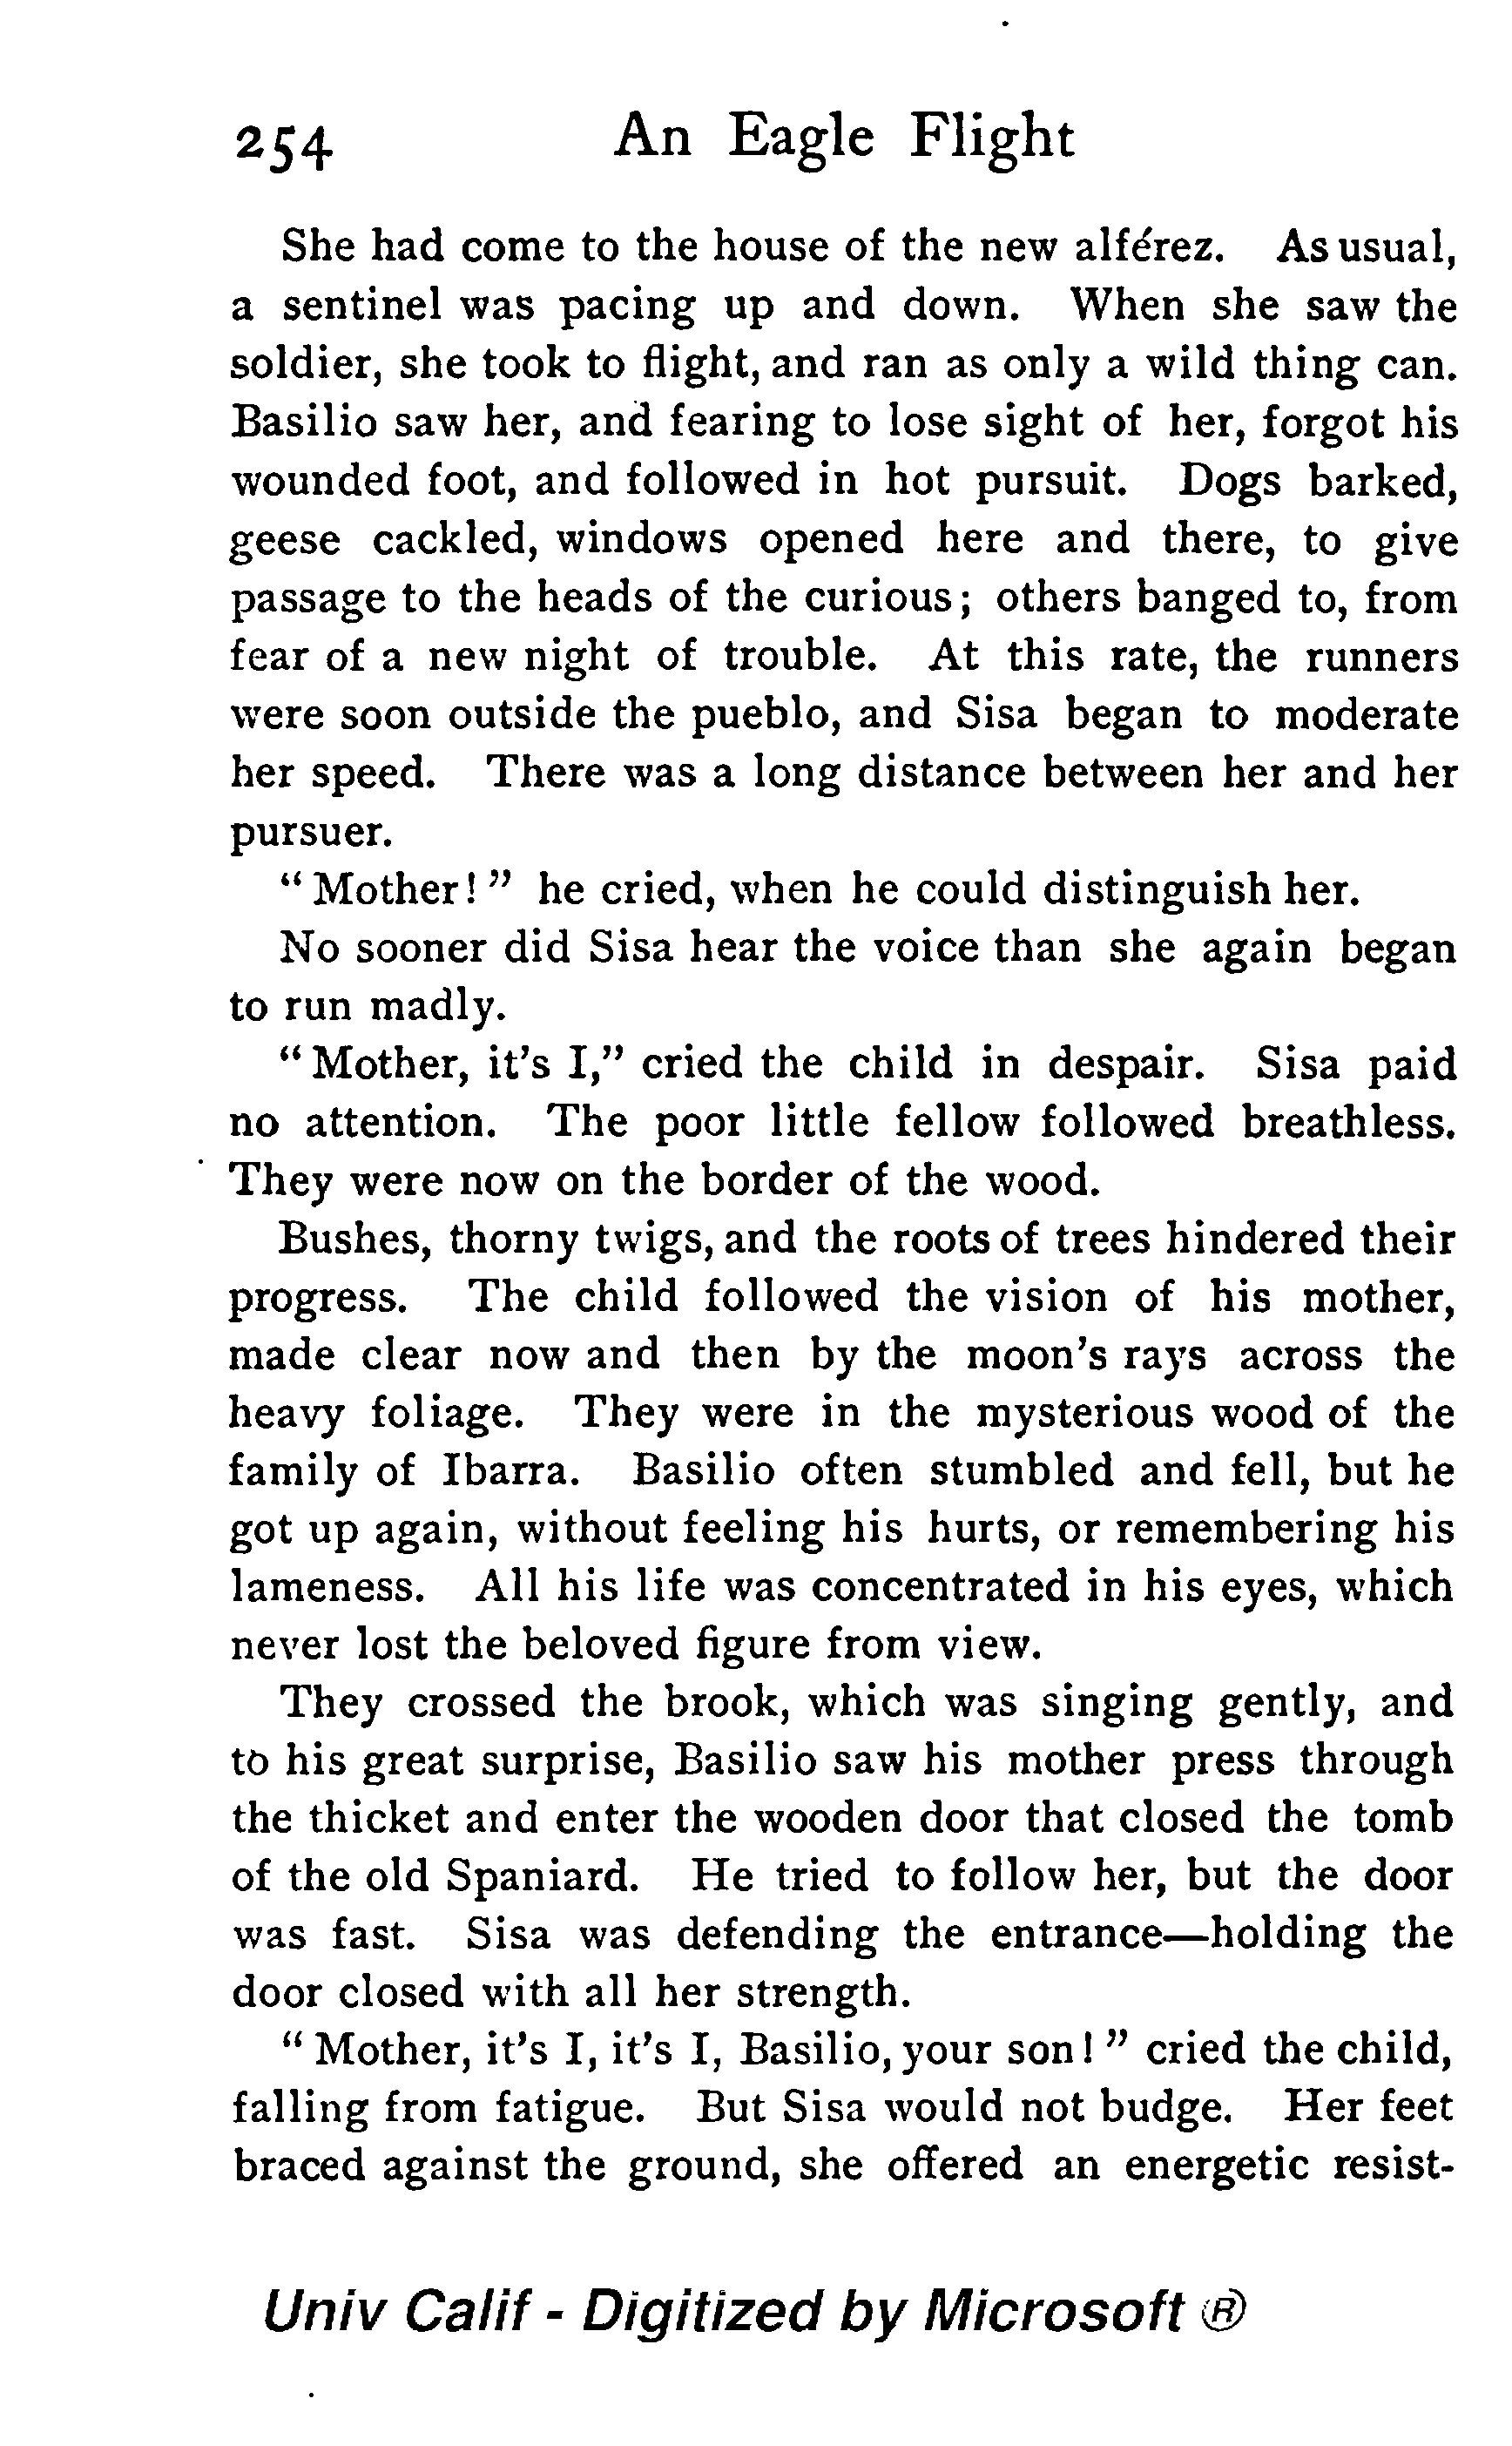 254 An Eagle Flight
She had come to the house of the new alférez. As usual,
a sentinel was pacing up and down. When she saw the
soldier, she took to flight, and ran as only a wild thing can.
Basilio saw her, and fearing to lose sight of her, forgot his
wounded foot, and followed in hot pursuit. Dogs barked,
geese cackled, windows opened here and there, to give
passage to the heads of the curious; others banged to, from
fear of a new night of trouble. At this rate, the runners
were soon outside the pueblo, and Sisa began to moderate
her speed. There was a long distance between her and her
pursuer.
"Mother!" he cried, when he could distinguish her.
No sooner did Sisa hear the voice than she again began
to run madly.
"Mother, it's I," cried the child in despair. Sisa paid
no attention. The poor little fellow followed breathless.
They were now on the border of the wood.
Bushes, thorny twigs, and the roots of trees hindered their
progress. The child followed the vision of his mother,
made clear now and then by the moon's rays across the
heavy foliage. They were in the mysterious wood of the
family of Ibarra. Basilio often stumbled and fell, but he
got up again, without feeling his hurts, or remembering his
lameness. All his life was concentrated in his eyes, which
never lost the beloved figure from view.
They crossed the brook, which was singing gently, and
to his great surprise, Basilio saw his mother press through
the thicket and enter the wooden door that closed the tomb
of the old Spaniard. He tried to follow her, but the door
was fast. Sisa was defending the entrance—holding the
door closed with all her strength.
"Mother, it's I, it's I, Basilio, your son!" cried the child,
falling from fatigue. But Sisa would not budge. Her feet
braced against the ground, she offered an energetic resist-
Univ Calif - Digitized by Microsoft ®